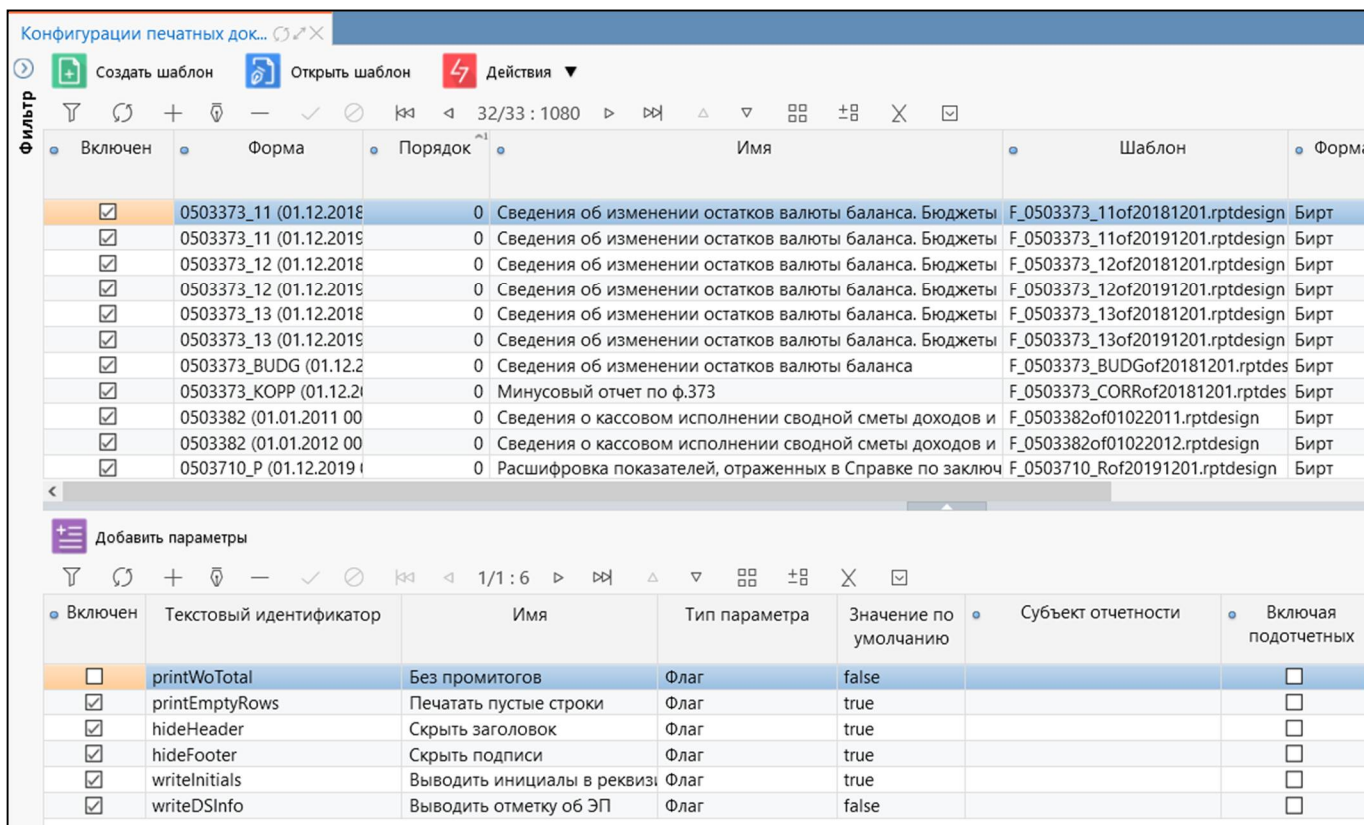 Конфигурации печатных док...
Фильтр
Создать шаблон Открыть шаблон Действия
32/33 : 1080
Включен Форма Порядок 1 Имя Шаблон Форма
0503373_11 (01.12.2018 0 Сведения об изменении остатков валюты баланса. Бюджеты F_0503373_11of20181201.rptdesign Бирт
0503373_11 (01.12.2019 0 Сведения об изменении остатков валюты баланса. Бюджеты F_0503373_11of20191201.rptdesign Бирт
0503373_12 (01.12.2018 0 Сведения об изменении остатков валюты баланса. Бюджеты F_0503373_12of20181201.rptdesign Бирт
0503373_12 (01.12.2019 0 Сведения об изменении остатков валюты баланса. Бюджеты F_0503373_12of20191201.rptdesign Бирт
0503373_13 (01.12.2018 0 Сведения об изменении остатков валюты баланса. Бюджеты F_0503373_13of20181201.rptdesign Бирт
0503373_13 (01.12.2019 0 Сведения об изменении остатков валюты баланса. Бюджеты F_0503373_13of20191201.rptdesign Бирт
0503373_BUDG (01.12.2 0 Сведения об изменении остатков валюты баланса F_0503373_BUDGof20181201.rptdes Бирт
0503373_КОРР (01.12.20 0 Минусовый отчет по ф.373 F_0503373_CORRof20181201.rptdes Бирт
0503382 (01.01.2011 00 0 Сведения о кассовом исполнении сводной сметы доходов и F_0503382of01022011.rptdesign Бирт
0503382 (01.01.2012 00 0 Сведения о кассовом исполнении сводной сметы доходов и F_0503382of01022012.rptdesign Бирт
0503710_P (01.12.2019 0 Расшифровка показателей, отраженных в Справке по заключ F_0503710_Rof20191201.rptdesign Бирт
Добавить параметры
1/1 : 6
Включен Текстовый идентификатор Имя Тип параметра Значение по умолчанию Субъект отчетности Включая подотчетных
printWoTotal Без промитогов Флаг false
printEmptyRows Печатать пустые строки Флаг true
hideHeader Скрыть заголовок Флаг true
hideFooter Скрыть подписи Флаг true
writeInitials Выводить инициалы в реквизи Флаг true
writeDSInfo Выводить отметку об ЭП Флаг false